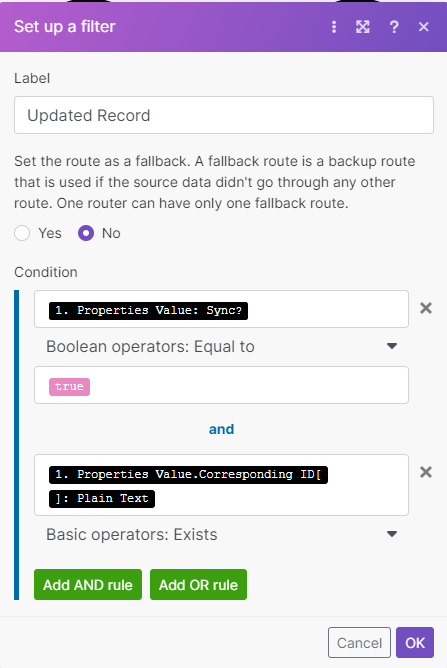 Set up a filter
?
Label
Updated Record
Set the route as a fallback. A fallback route is a backup route
that is used if the source data didn't go through any other
route. One router can have only one fallback route.
Yes No
Condition
1. Properties Value: Sync?
Boolean operators: Equal to
true
and
1. Properties Value.Corresponding ID[
]: Plain Text
Basic operators: Exists
Add AND rule Add OR rule
Cancel OK